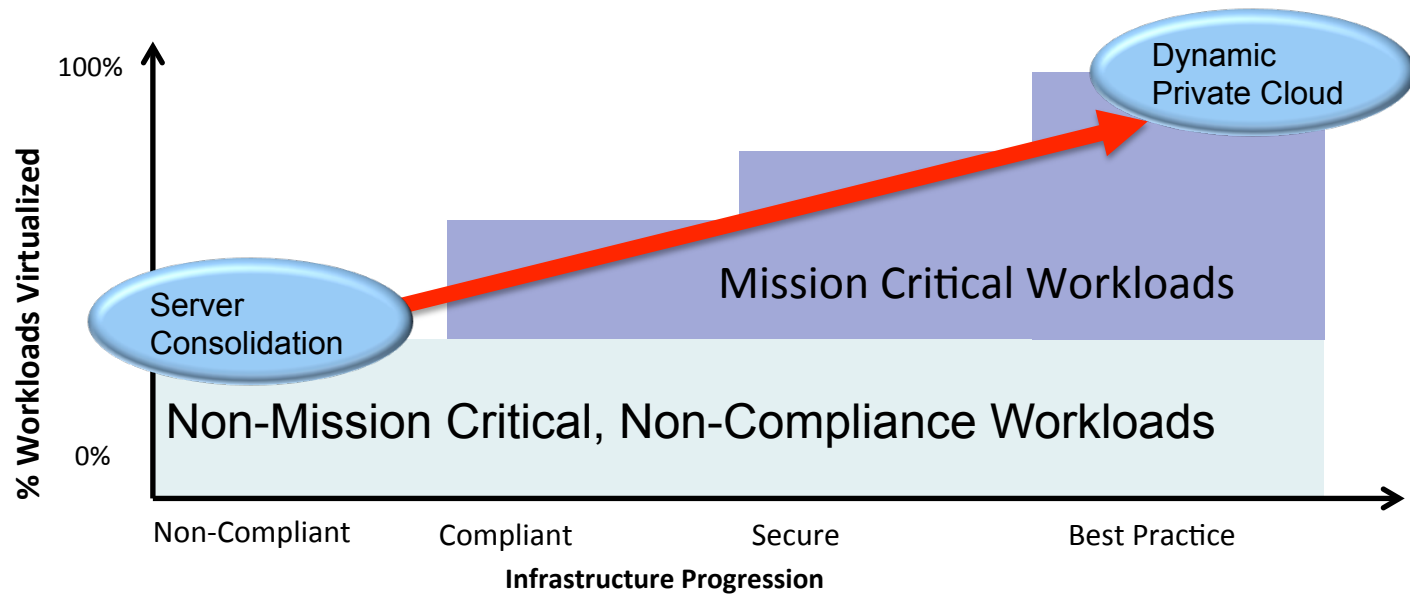 100%
Dynamic
Private Cloud
% Workloads Virtualized
Mission Critical Workloads
Server
Consolidation
Non-Mission Critical, Non-Compliance Workloads
0%
Non-Compliant
Compliant
Secure
Best Practice
Infrastructure Progression